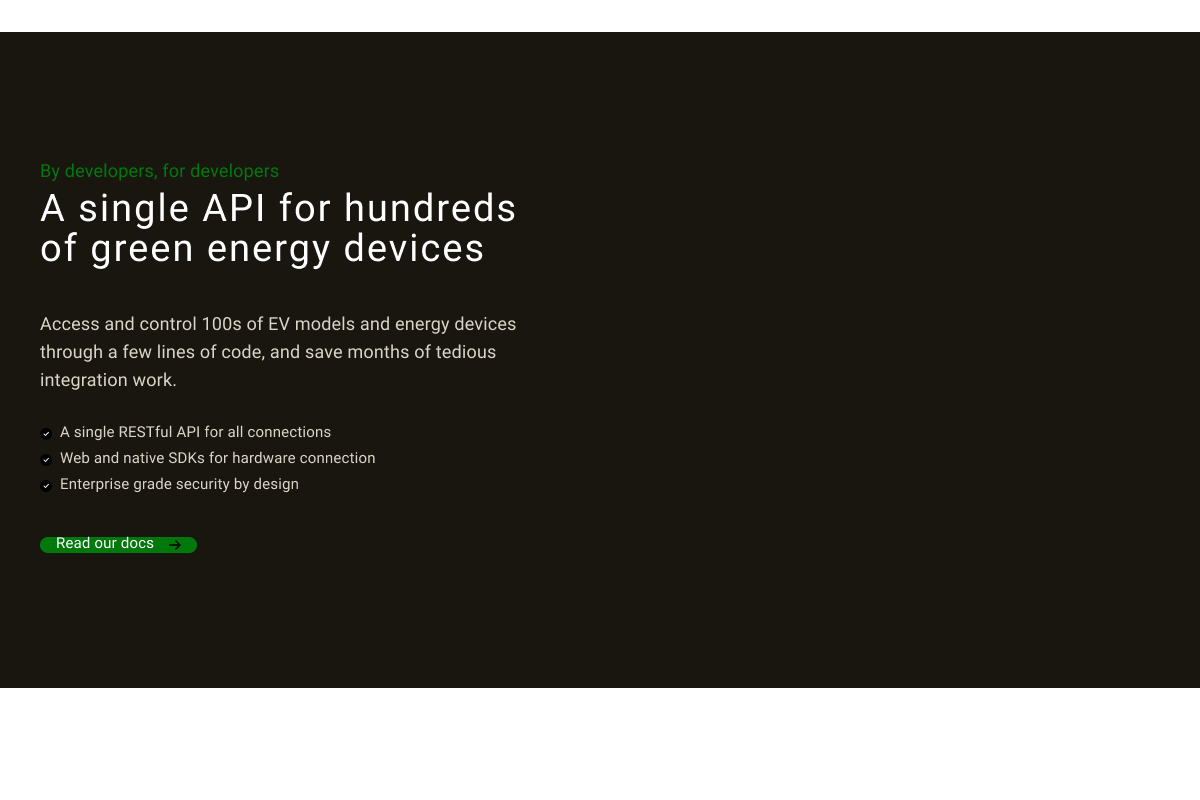 By developers, for developers
A single API for hundreds
of green energy devices
Access and control 100s of EV models and energy devices
through a few lines of code, and save months of tedious
integration work.
A single RESTful API for all connections
Web and native SDKs for hardware connection
Enterprise grade security by design
Read our docs